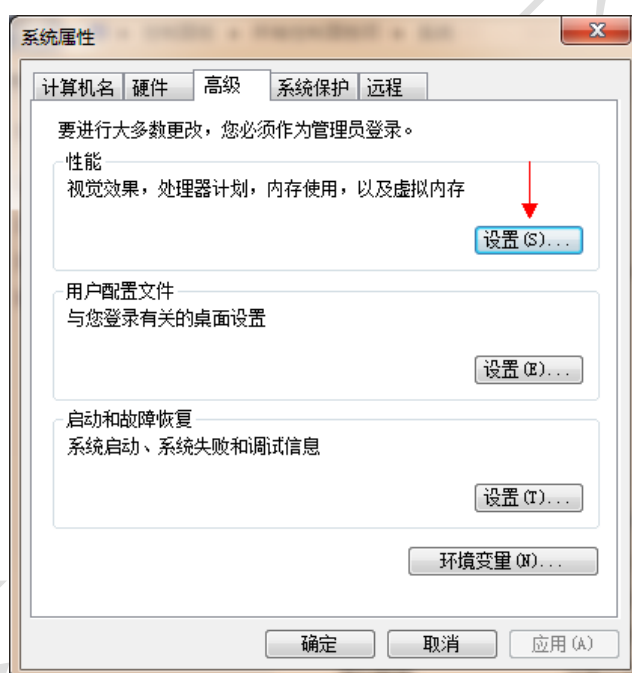 系统属性
计算机名 硬件 高级 系统保护 远程
要进行大多数更改，您必须作为管理员登录。
性能
视觉效果，处理器计划，内存使用，以及虚拟内存
设置(S)...
用户配置文件
与您登录有关的桌面设置
设置(E)...
启动和故障恢复
系统启动、系统失败和调试信息
设置(T)...
环境变量(N)...
确定 取消 应用(A)